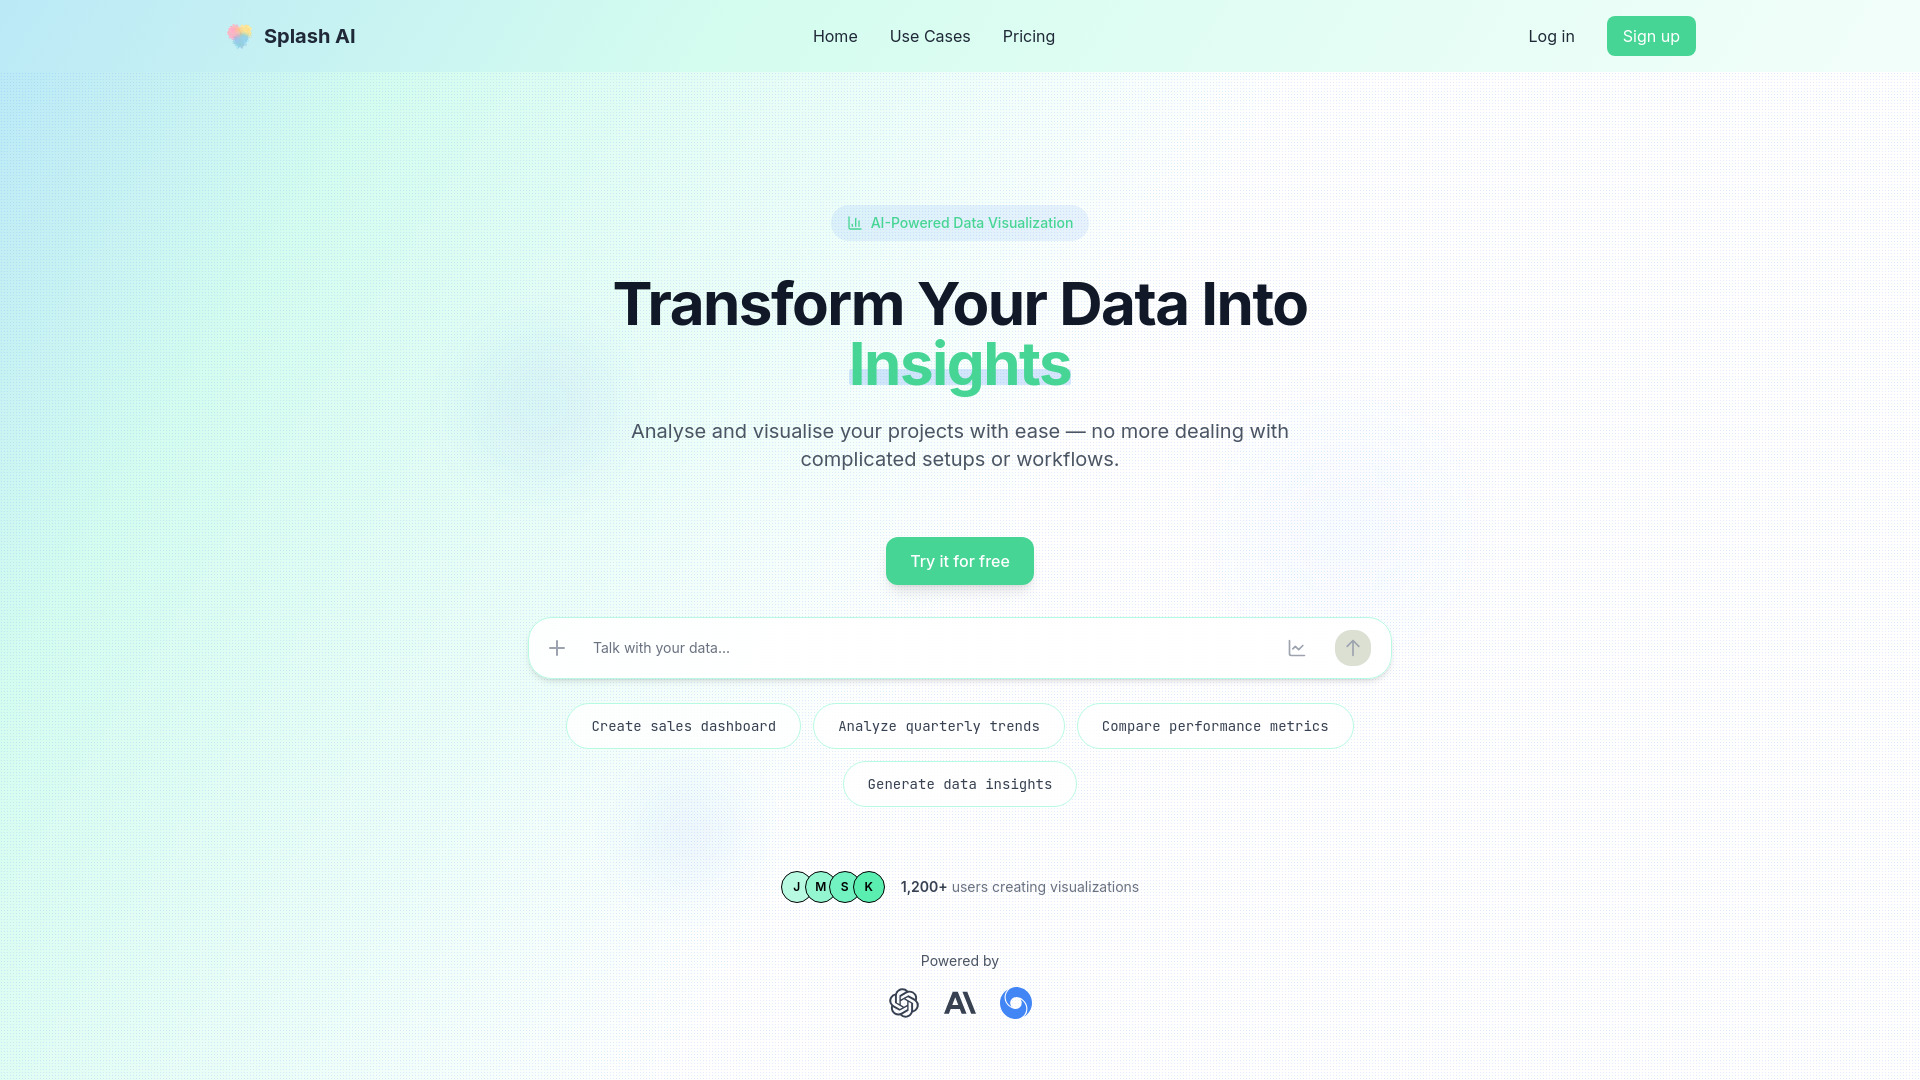 Splash AI
Home
Use Cases
Pricing
Log in
Sign up
AI-Powered Data Visualization
Transform Your Data Into
Insights
Analyse and visualise your projects with ease — no more dealing with
complicated setups or workflows.
Try it for free
Talk with your data...
Create sales dashboard
Analyze quarterly trends
Compare performance metrics
Generate data insights
J M S K
1,200+ users creating visualizations
Powered by